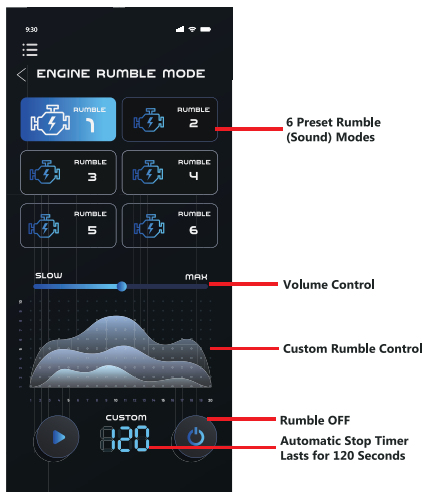 9:30
ENGINE RUMBLE MODE
RUMBLE
1
RUMBLE
2
RUMBLE
3
RUMBLE
4
RUMBLE
5
RUMBLE
6
6 Preset Rumble
(Sound) Modes
SLOW MAX
Volume Control
Custom Rumble Control
CUSTOM
120
Rumble OFF
Automatic Stop Timer
Lasts for 120 Seconds